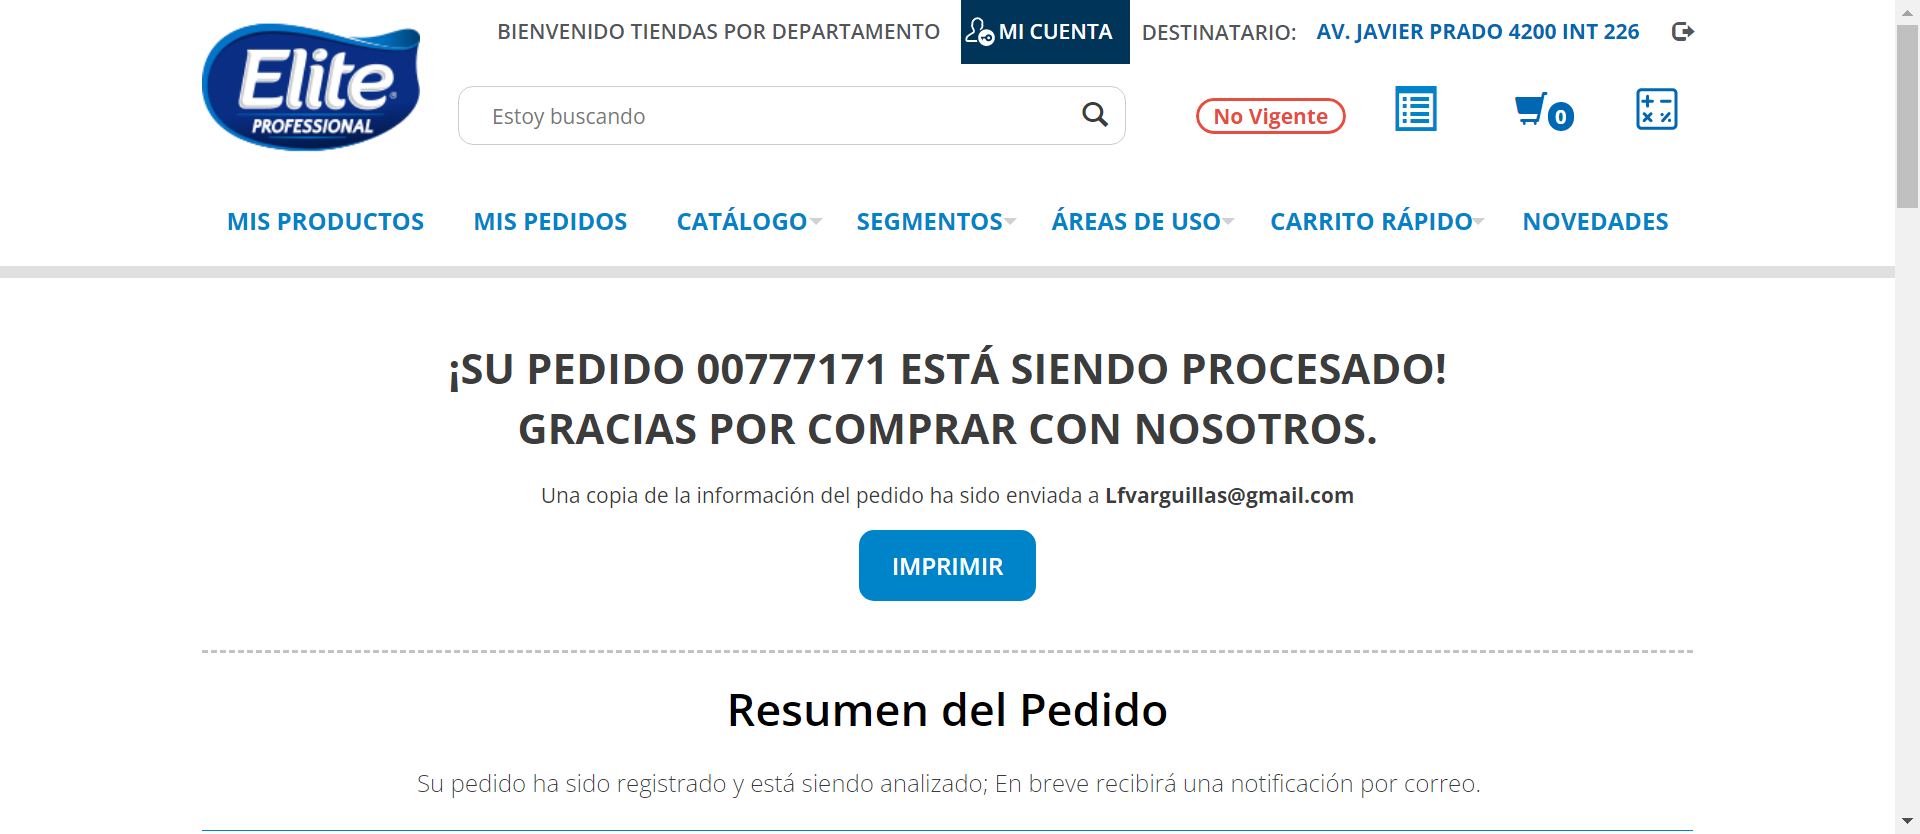 BIENVENIDO TIENDAS POR DEPARTAMENTO
MI CUENTA
DESTINATARIO:
AV. JAVIER PRADO 4200 INT 226
Elite
PROFESSIONAL
Estoy buscando
No Vigente
0
MIS PRODUCTOS
MIS PEDIDOS
CATÁLOGO
SEGMENTOS
ÁREAS DE USO
CARRITO RÁPIDO
NOVEDADES
¡SU PEDIDO 00777171 ESTÁ SIENDO PROCESADO!
GRACIAS POR COMPRAR CON NOSOTROS.
Una copia de la información del pedido ha sido enviada a Lfvarguillas@gmail.com
IMPRIMIR
Resumen del Pedido
Su pedido ha sido registrado y está siendo analizado; En breve recibirá una notificación por correo.